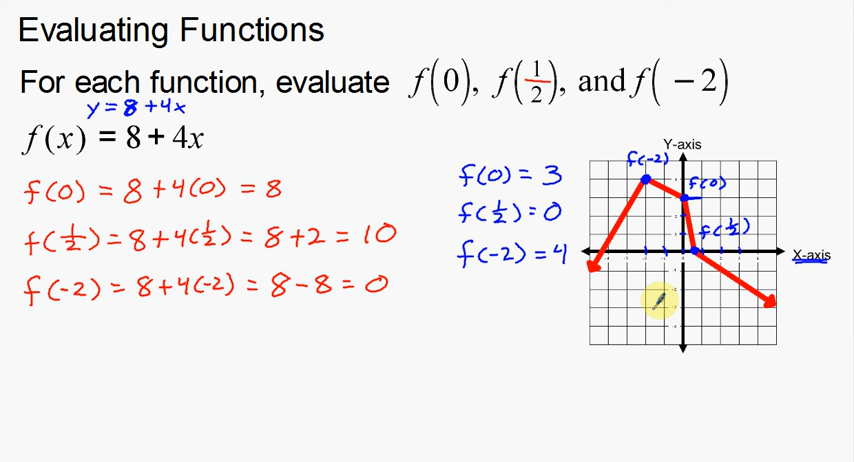 Evaluating Functions
For each function, evaluate f(0), f(1/2), and f(-2)
y = 8 + 4x
f(x) = 8 + 4x
f(0) = 8 + 4(0) = 8
f(1/2) = 8 + 4(1/2) = 8 + 2 = 10
f(-2) = 8 + 4(-2) = 8 - 8 = 0
f(0) = 3
f(1/2) = 0
f(-2) = 4
Y-axis
f(-2)
f(0)
f(1/2)
X-axis